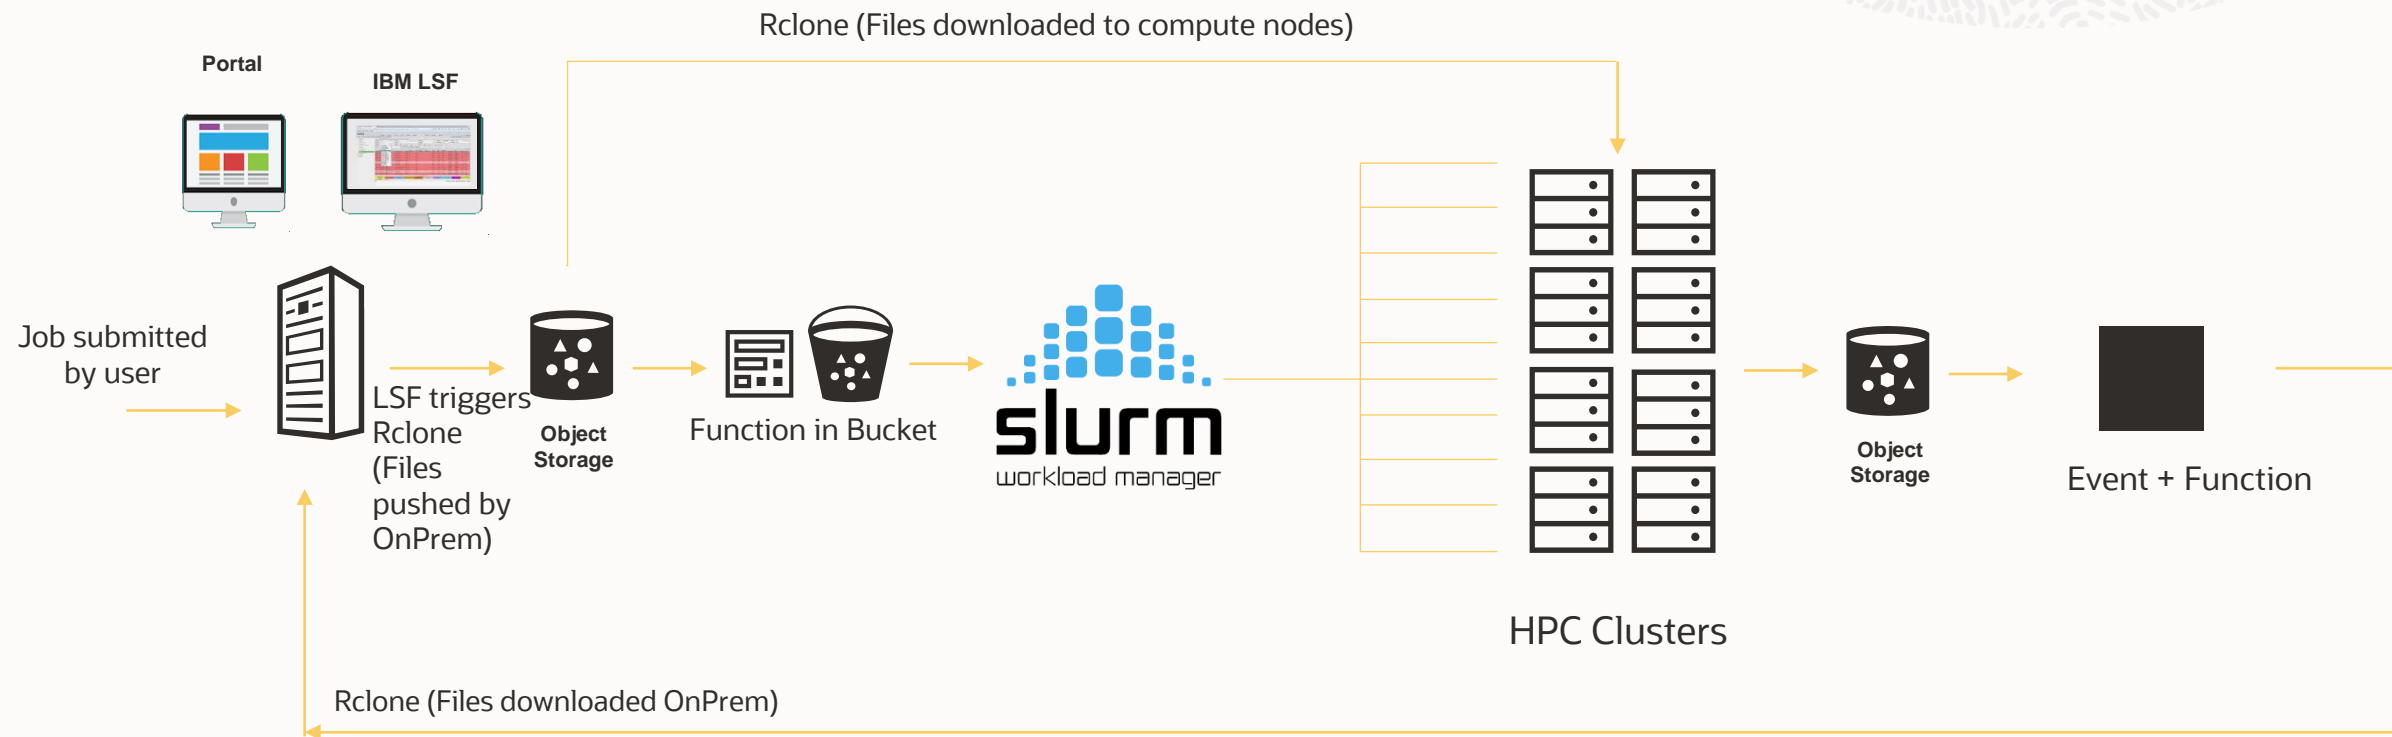 Rclone (Files downloaded to compute nodes)
Portal
IBM LSF
Job submitted
by user
LSF triggers
Rclone
(Files
pushed by
OnPrem)
Object
Storage
Function in Bucket
slurm
workload manager
HPC Clusters
Object
Storage
Event + Function
Rclone (Files downloaded OnPrem)